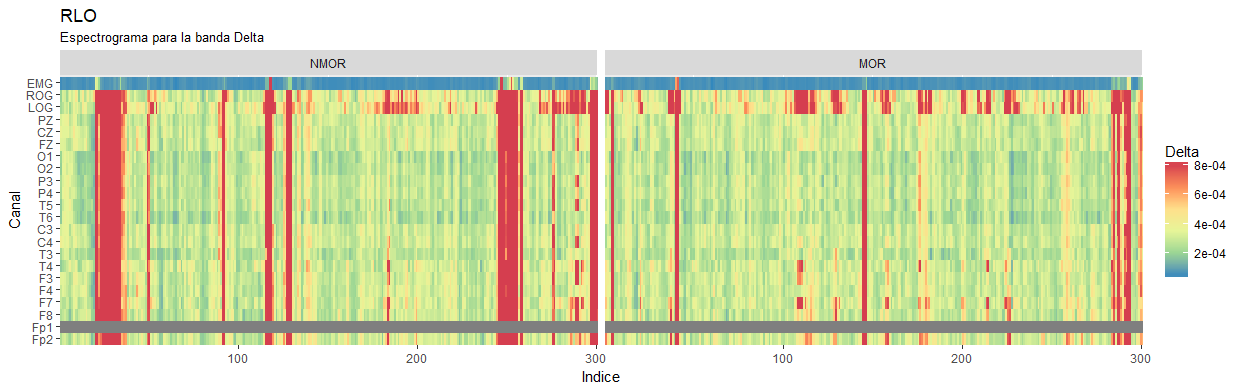 RLO
Espectrograma para la banda Delta
NMOR
MOR
EMG
ROG
LOG
PZ
CZ
FZ
O1
O2
P3
P4
T5
T6
C3
C4
T3
T4
F3
F4
F7
F8
Fp1
Fp2
Canal
100
200
300
100
200
300
Indice
Delta
8e-04
6e-04
4e-04
2e-04